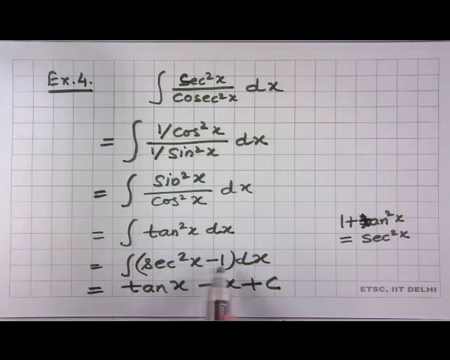 Ex.4. ∫ sec²x / cosec²x dx
= ∫ 1/cos²x / 1/sin²x dx
= ∫ sin²x / cos²x dx
= ∫ tan²x dx
1+tan²x
= sec²x
= ∫(sec²x-1)dx
= tanx - x + c
ETSC, IIT DELHI